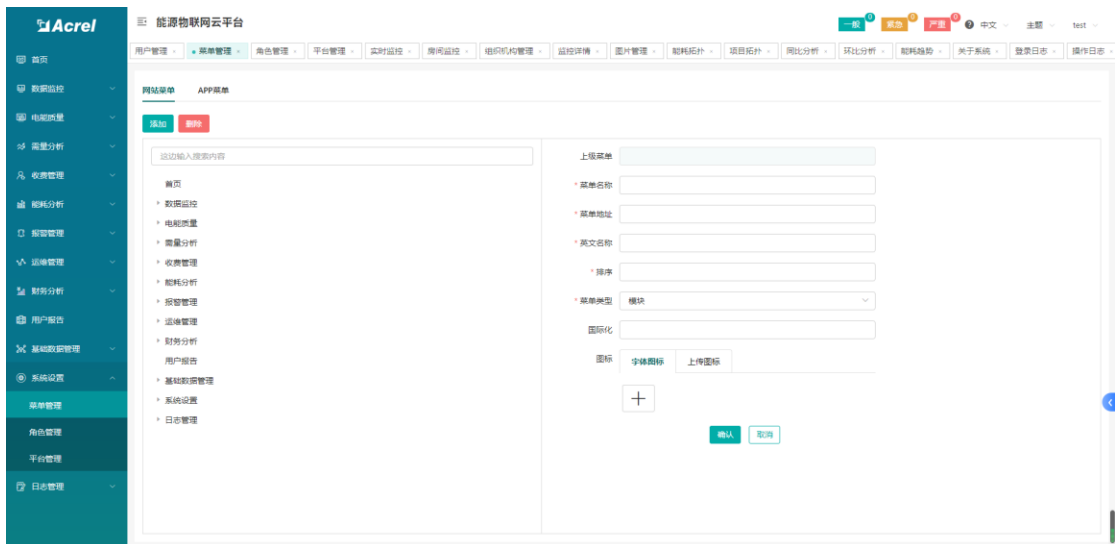 Acrel
能源物联网云平台
一般 0 紧急 0 严重 0 中文 主题 test
用户管理 菜单管理 角色管理 平台管理 实时监控 房间监控 组织机构管理 监控详情 图片管理 能耗拓扑 项目拓扑 同比分析 环比分析 能耗趋势 关于系统 登录日志 操作日志
首页
数据监控
电能质量
需量分析
收费管理
能耗分析
报警管理
运维管理
财务分析
用户报告
基础数据管理
系统设置
菜单管理
角色管理
平台管理
日志管理
网站菜单 APP菜单
添加 删除
这边输入搜索内容
首页
数据监控
电能质量
需量分析
收费管理
能耗分析
报警管理
运维管理
财务分析
用户报告
基础数据管理
系统设置
日志管理
上级菜单
* 菜单名称
* 菜单地址
* 英文名称
* 排序
* 菜单类型 模块
国际化
图标 字体图标 上传图标
确认 取消